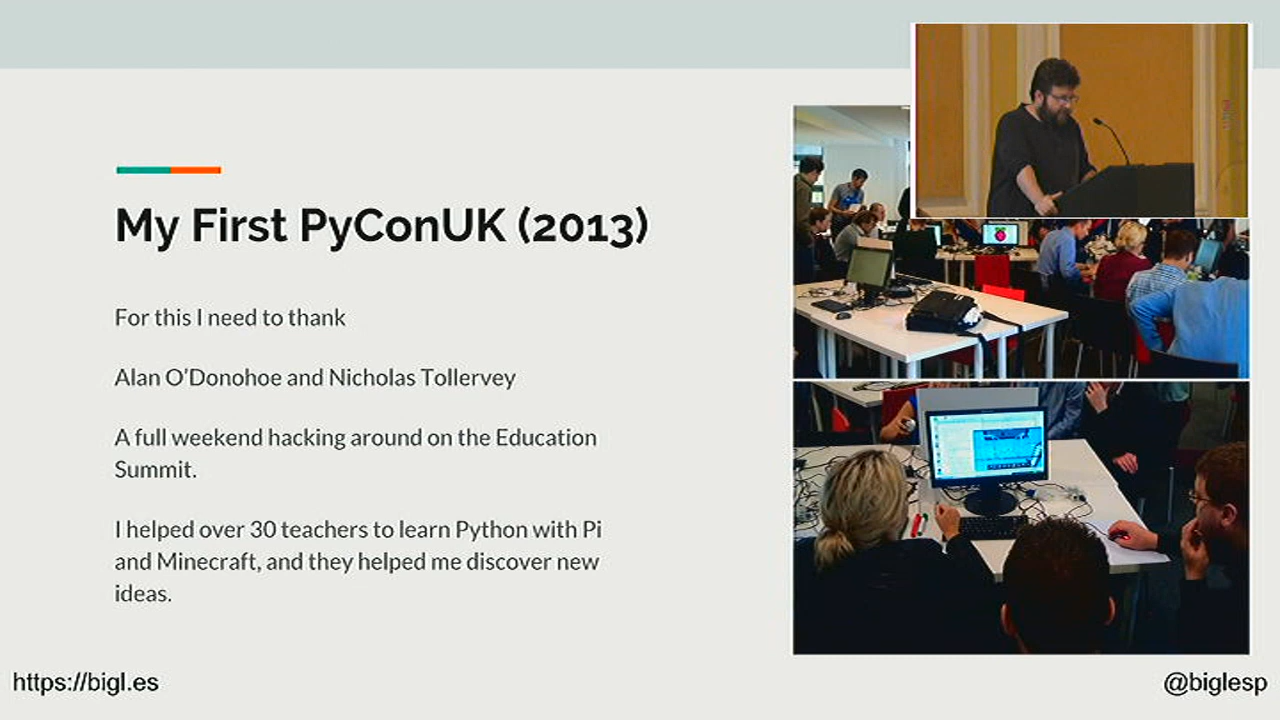 My First PyConUK (2013)
For this I need to thank
Alan O'Donohoe and Nicholas Tollervey
A full weekend hacking around on the Education
Summit.
I helped over 30 teachers to learn Python with Pi
and Minecraft, and they helped me discover new
ideas.
https://bigl.es
@biglesp